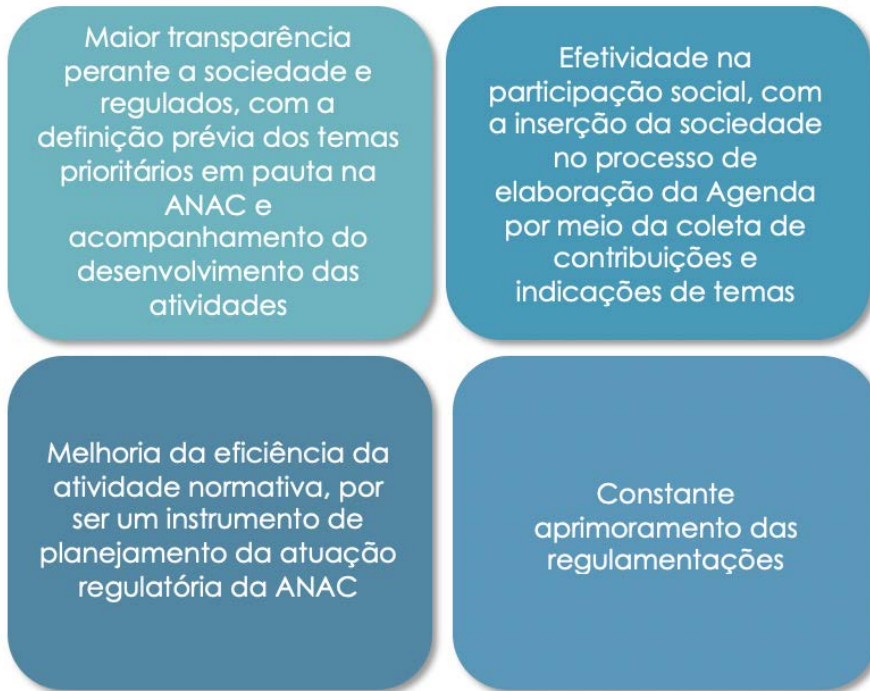 Maior transparência
perante a sociedade e
regulados, com a
definição prévia dos temas
prioritários em pauta na
ANAC e
acompanhamento do
desenvolvimento das
atividades
Efetividade na
participação social, com
a inserção da sociedade
no processo de
elaboração da Agenda
por meio da coleta de
contribuições e
indicações de temas
Melhoria da eficiência da
atividade normativa, por
ser um instrumento de
planejamento da atuação
regulatória da ANAC
Constante
aprimoramento das
regulamentações